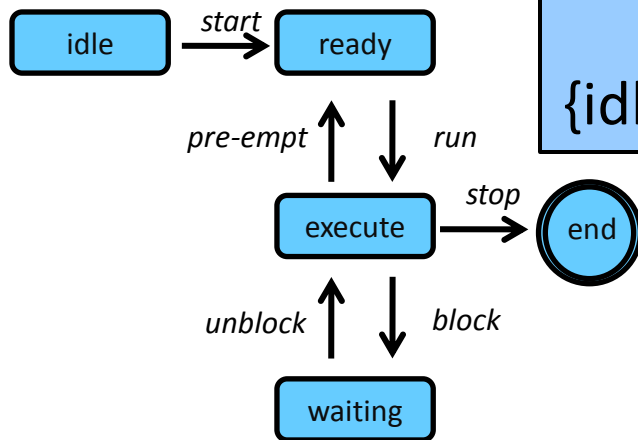 idle
start
ready
{idl
pre-empt
run
stop
execute
end
unblock
block
waiting